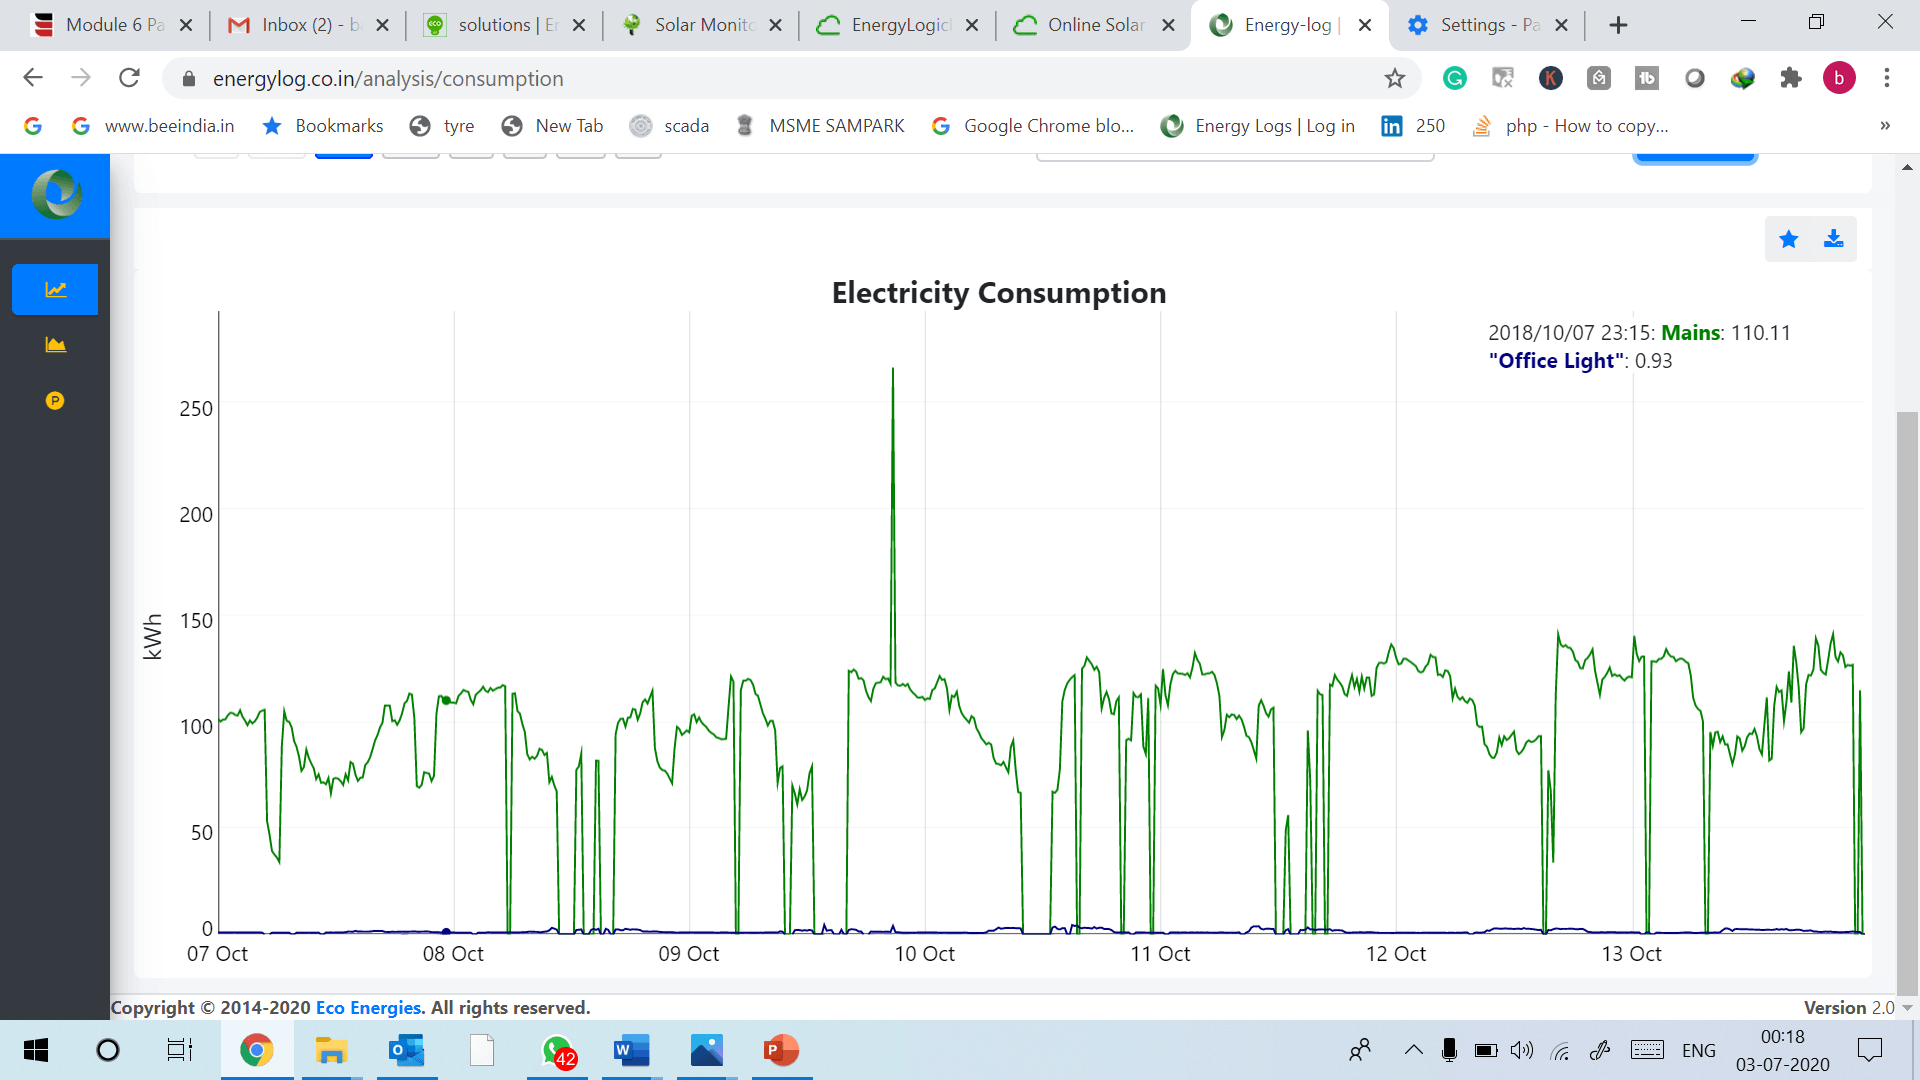 Module 6 Pa
Inbox (2) - b
solutions | En
Solar Monito
EnergyLogic
Online Solar
Energy-log |
Settings - Pa
energylog.co.in/analysis/consumption
b
www.beeindia.in
Bookmarks
tyre
New Tab
scada
MSME SAMPARK
Google Chrome blo...
Energy Logs | Log in
250
php - How to copy...
»
Electricity Consumption
2018/10/07 23:15: Mains: 110.11
"Office Light": 0.93
kWh
250
200
150
100
50
0
07 Oct
08 Oct
09 Oct
10 Oct
11 Oct
12 Oct
13 Oct
P
Copyright © 2014-2020 Eco Energies. All rights reserved.
Version 2.0
42
ENG
00:18
03-07-2020